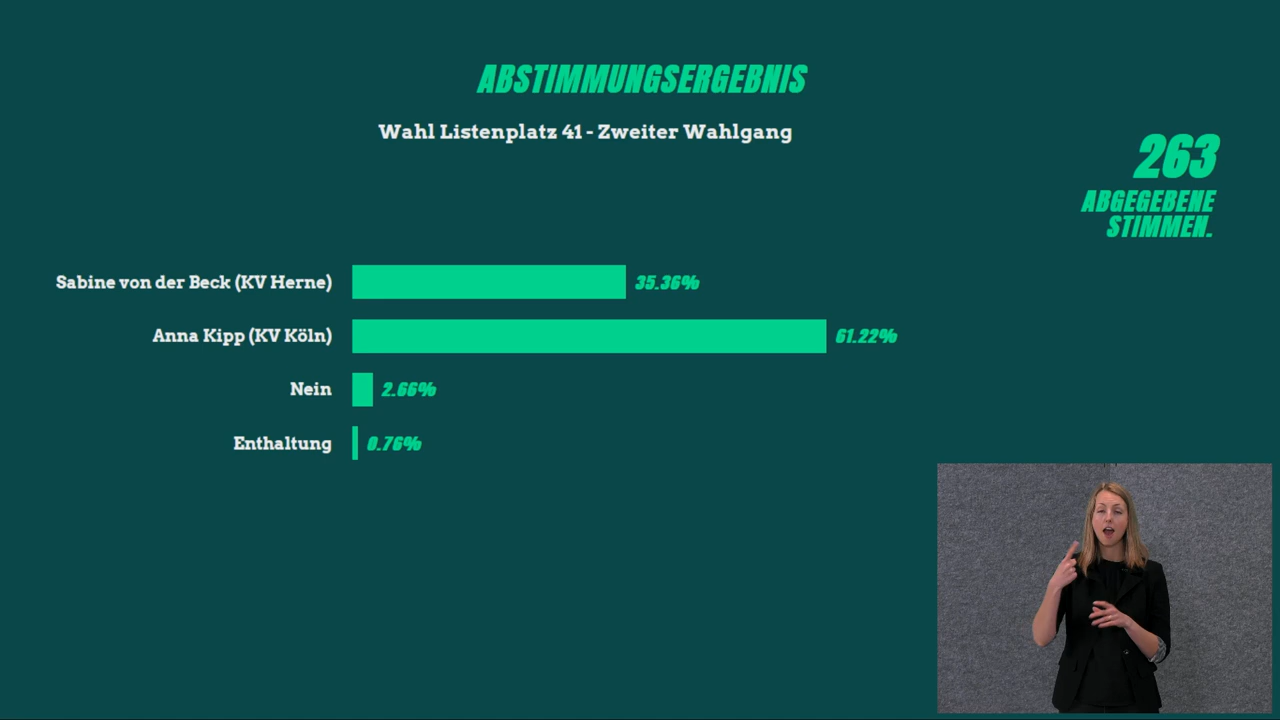 ABSTIMMUNGSERGEBNIS
Wahl Listenplatz 41 - Zweiter Wahlgang
263
ABGEGEBENE
STIMMEN.
Sabine von der Beck (KV Herne) 35.36%
Anna Kipp (KV Köln) 61.22%
Nein 2.66%
Enthaltung 0.76%